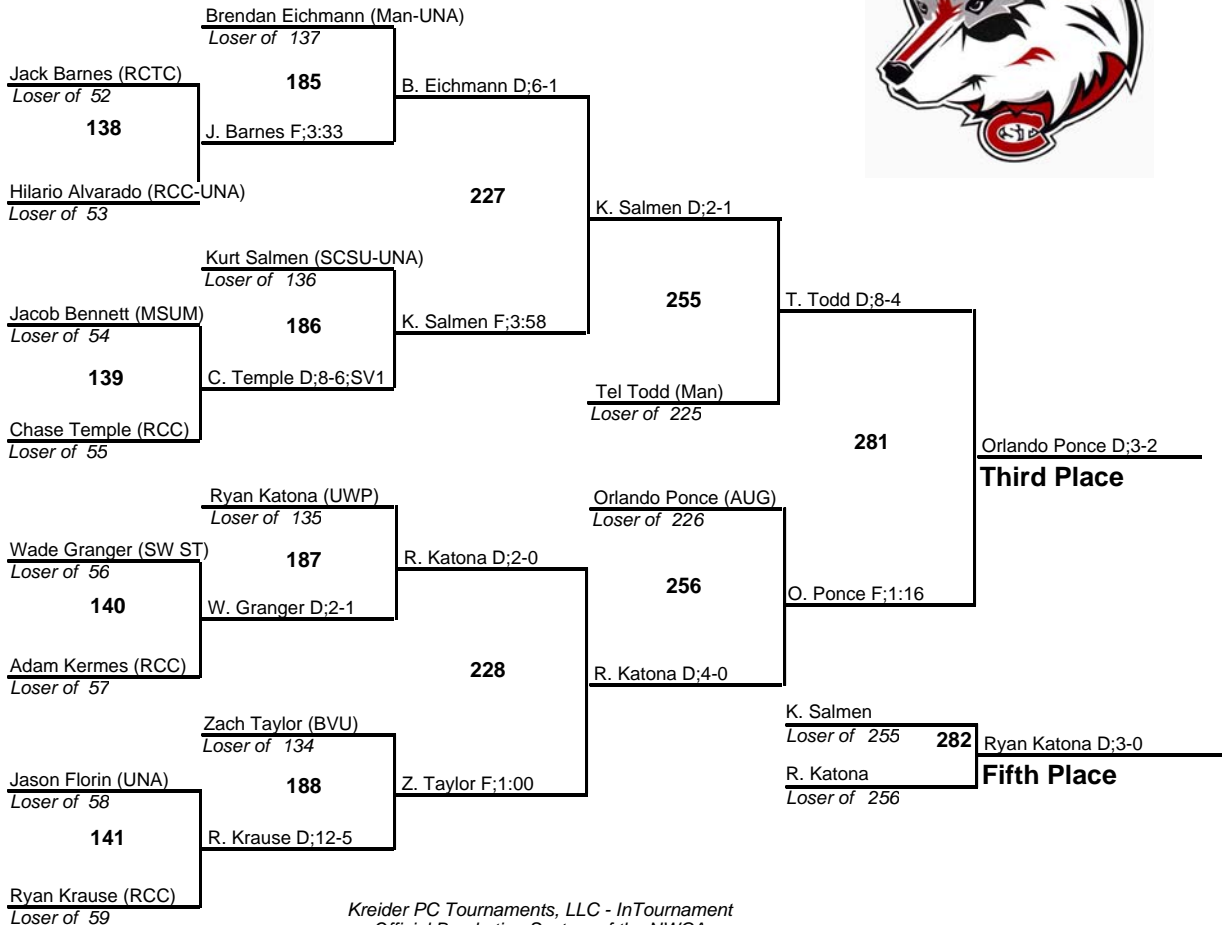 Brendan Eichmann (Man-UNA)
Loser of 137
Jack Barnes (RCTC)
Loser of 52
185
B. Eichmann D;6-1
138
J. Barnes F;3:33
Hilario Alvarado (RCC-UNA)
Loser of 53
227
K. Salmen D;2-1
Kurt Salmen (SCSU-UNA)
Loser of 136
Jacob Bennett (MSUM)
Loser of 54
186
K. Salmen F;3:58
255
T. Todd D;8-4
139
C. Temple D;8-6;SV1
Tel Todd (Man)
Loser of 225
Chase Temple (RCC)
Loser of 55
281
Orlando Ponce D;3-2
Third Place
Ryan Katona (UWP)
Loser of 135
Orlando Ponce (AUG)
Loser of 226
Wade Granger (SW ST)
Loser of 56
187
R. Katona D;2-0
256
140
W. Granger D;2-1
O. Ponce F;1:16
Adam Kermes (RCC)
Loser of 57
228
R. Katona D;4-0
Zach Taylor (BVU)
Loser of 134
K. Salmen
Loser of 255
282
Ryan Katona D;3-0
Fifth Place
R. Katona
Loser of 256
Jason Florin (UNA)
Loser of 58
188
Z. Taylor F;1:00
141
R. Krause D;12-5
Ryan Krause (RCC)
Loser of 59
Kreider PC Tournaments, LLC - InTournament